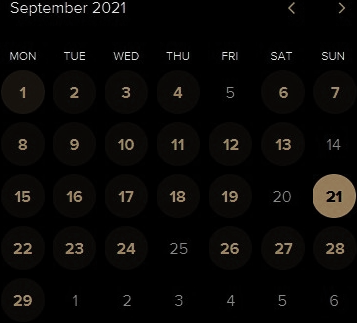 September 2021
MON TUE WED THU FRI SAT SUN
1 2 3 4 5 6 7
8 9 10 11 12 13 14
15 16 17 18 19 20 21
22 23 24 25 26 27 28
29 1 2 3 4 5 6